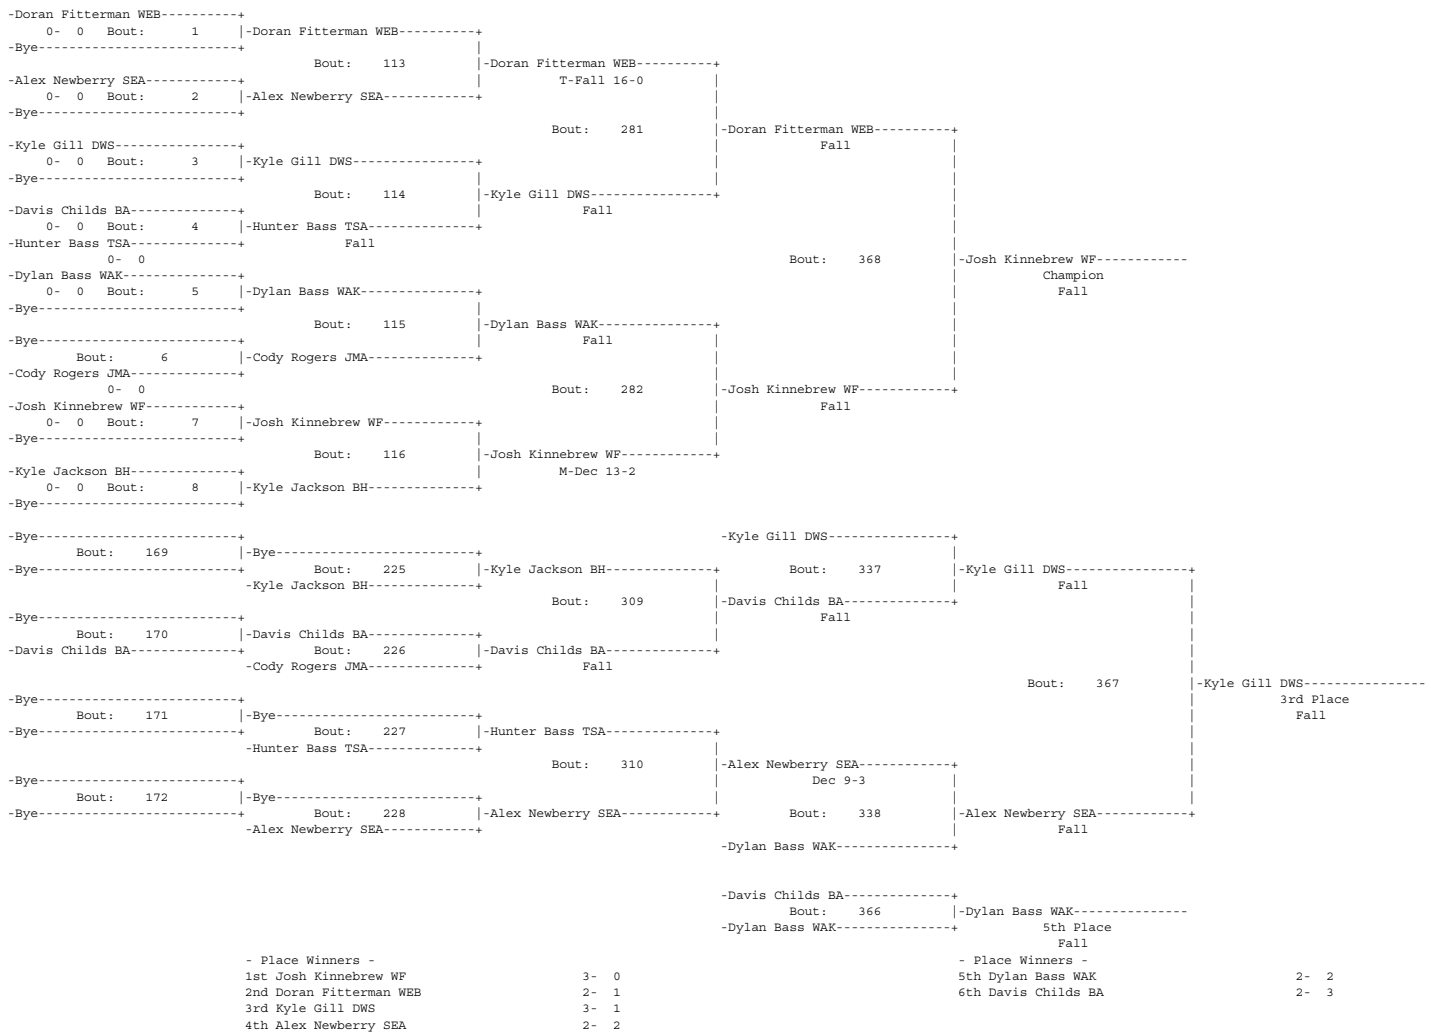 -Doran Fitterman WEB----------+
0- 0 Bout: 1 |-Doran Fitterman WEB----------+
-Bye--------------------------+ |
Bout: 113 |-Doran Fitterman WEB----------+
-Alex Newberry SEA------------+ | T-Fall 16-0 |
0- 0 Bout: 2 |-Alex Newberry SEA------------+ |
-Bye--------------------------+ |
Bout: 281 |-Doran Fitterman WEB----------+
-Kyle Gill DWS----------------+ | Fall |
0- 0 Bout: 3 |-Kyle Gill DWS----------------+ | |
-Bye--------------------------+ | | |
Bout: 114 |-Kyle Gill DWS----------------+ |
-Davis Childs BA--------------+ | Fall |
0- 0 Bout: 4 |-Hunter Bass TSA--------------+ |
-Hunter Bass TSA--------------+ Fall |
0- 0 Bout: 368 |-Josh Kinnebrew WF------------
-Dylan Bass WAK---------------+ | Champion
0- 0 Bout: 5 |-Dylan Bass WAK---------------+ | Fall
-Bye--------------------------+ | |
Bout: 115 |-Dylan Bass WAK---------------+ |
-Bye--------------------------+ | Fall | |
Bout: 6 |-Cody Rogers JMA--------------+ | |
-Cody Rogers JMA--------------+ | |
0- 0 Bout: 282 |-Josh Kinnebrew WF------------+
-Josh Kinnebrew WF------------+ | Fall
0- 0 Bout: 7 |-Josh Kinnebrew WF------------+ |
-Bye--------------------------+ | |
Bout: 116 |-Josh Kinnebrew WF------------+
-Kyle Jackson BH--------------+ | M-Dec 13-2
0- 0 Bout: 8 |-Kyle Jackson BH--------------+
-Bye--------------------------+
-Bye--------------------------+ -Kyle Gill DWS----------------+
Bout: 169 |-Bye--------------------------+ |
-Bye--------------------------+ Bout: 225 |-Kyle Jackson BH--------------+ Bout: 337 |-Kyle Gill DWS----------------+
-Kyle Jackson BH--------------+ | | Fall |
Bout: 309 |-Davis Childs BA--------------+ |
-Bye--------------------------+ | Fall |
Bout: 170 |-Davis Childs BA--------------+ | |
-Davis Childs BA--------------+ Bout: 226 |-Davis Childs BA--------------+ |
-Cody Rogers JMA--------------+ Fall |
Bout: 367 |-Kyle Gill DWS----------------
-Bye--------------------------+ | 3rd Place
Bout: 171 |-Bye--------------------------+ | Fall
-Bye--------------------------+ Bout: 227 |-Hunter Bass TSA--------------+ |
-Hunter Bass TSA--------------+ | |
Bout: 310 |-Alex Newberry SEA------------+ |
-Bye--------------------------+ | Dec 9-3 | |
Bout: 172 |-Bye--------------------------+ | | |
-Bye--------------------------+ Bout: 228 |-Alex Newberry SEA------------+ Bout: 338 |-Alex Newberry SEA------------+
-Alex Newberry SEA------------+ | Fall
-Dylan Bass WAK---------------+
-Davis Childs BA--------------+
Bout: 366 |-Dylan Bass WAK---------------
-Dylan Bass WAK---------------+ 5th Place
Fall
- Place Winners - - Place Winners -
1st Josh Kinnebrew WF 3- 0 5th Dylan Bass WAK 2- 2
2nd Doran Fitterman WEB 2- 1 6th Davis Childs BA 2- 3
3rd Kyle Gill DWS 3- 1
4th Alex Newberry SEA 2- 2